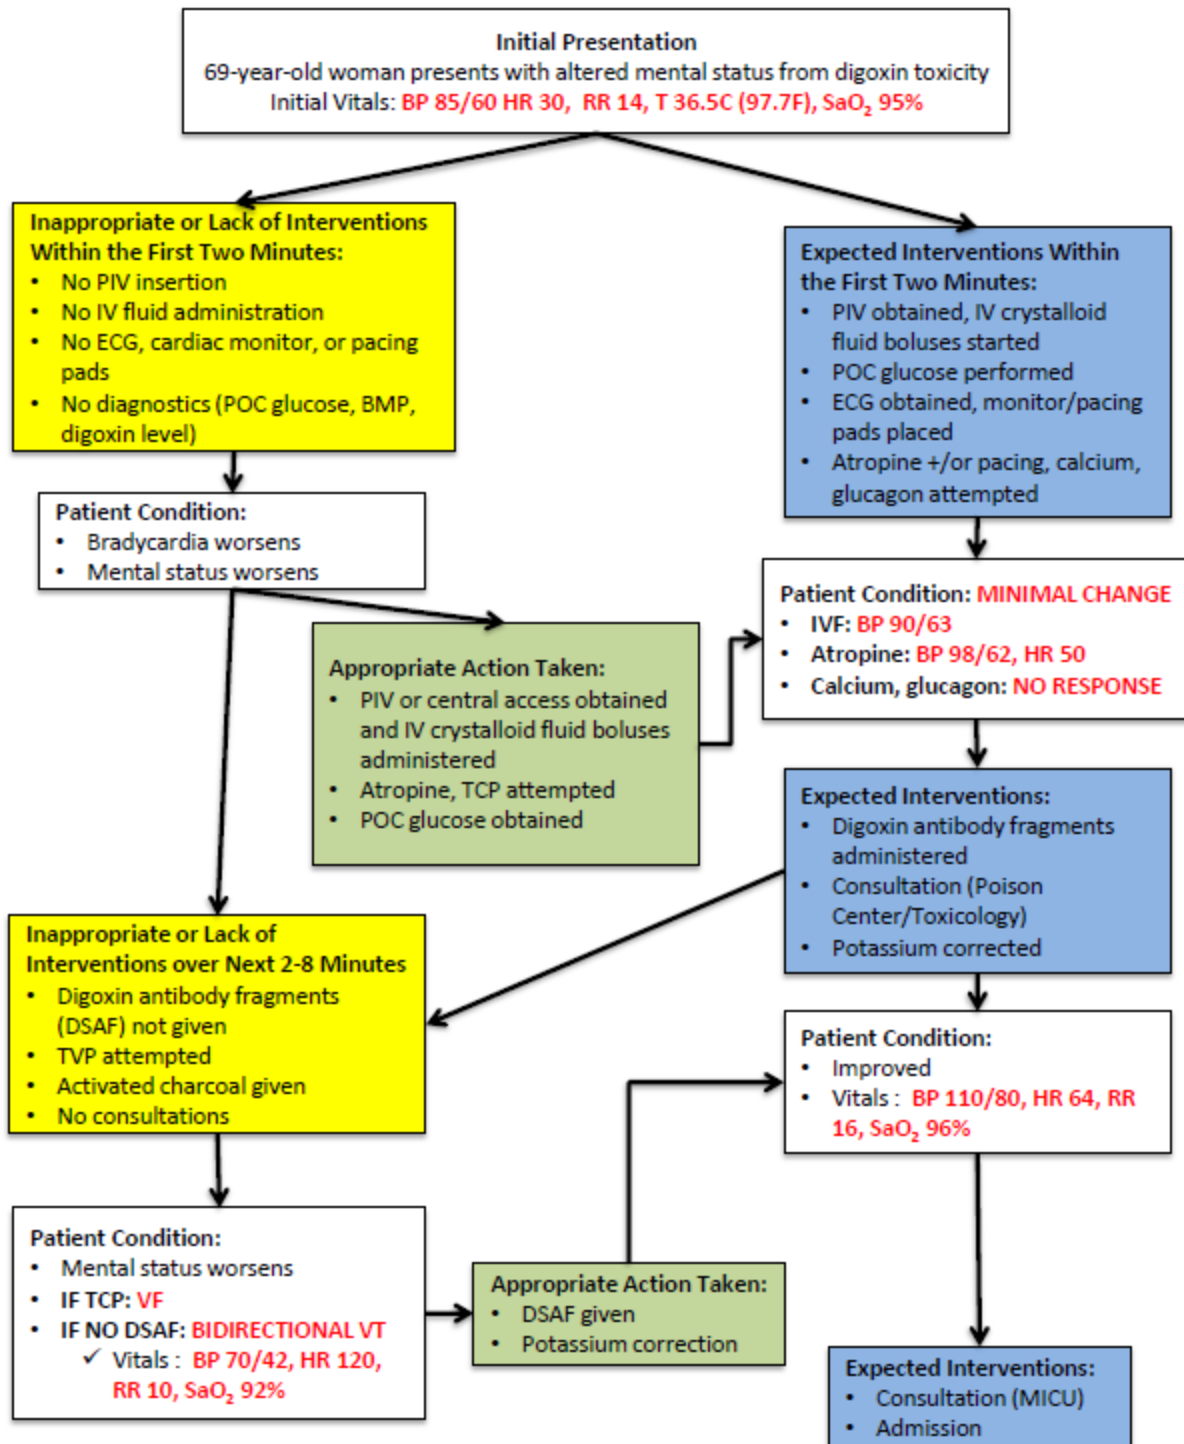 Initial Presentation
69-year-old woman presents with altered mental status from digoxin toxicity
Initial Vitals: BP 85/60 HR 30, RR 14, T 36.5C (97.7F), SaO₂ 95%
Inappropriate or Lack of Interventions
Within the First Two Minutes:
• No PIV insertion
• No IV fluid administration
• No ECG, cardiac monitor, or pacing
pads
• No diagnostics (POC glucose, BMP,
digoxin level)
Expected Interventions Within
the First Two Minutes:
• PIV obtained, IV crystalloid
fluid boluses started
• POC glucose performed
• ECG obtained, monitor/pacing
pads placed
• Atropine +/or pacing, calcium,
glucagon attempted
Patient Condition:
• Bradycardia worsens
• Mental status worsens
Patient Condition: MINIMAL CHANGE
• IVF: BP 90/63
• Atropine: BP 98/62, HR 50
• Calcium, glucagon: NO RESPONSE
Appropriate Action Taken:
• PIV or central access obtained
and IV crystalloid fluid boluses
administered
• Atropine, TCP attempted
• POC glucose obtained
Expected Interventions:
• Digoxin antibody fragments
administered
• Consultation (Poison
Center/Toxicology)
• Potassium corrected
Inappropriate or Lack of
Interventions over Next 2-8 Minutes
• Digoxin antibody fragments
(DSAF) not given
• TVP attempted
• Activated charcoal given
• No consultations
Patient Condition:
• Improved
• Vitals : BP 110/80, HR 64, RR
16, SaO₂ 96%
Patient Condition:
• Mental status worsens
• IF TCP: VF
• IF NO DSAF: BIDIRECTIONAL VT
✓ Vitals : BP 70/42, HR 120,
RR 10, SaO₂ 92%
Appropriate Action Taken:
• DSAF given
• Potassium correction
Expected Interventions:
• Consultation (MICU)
• Admission